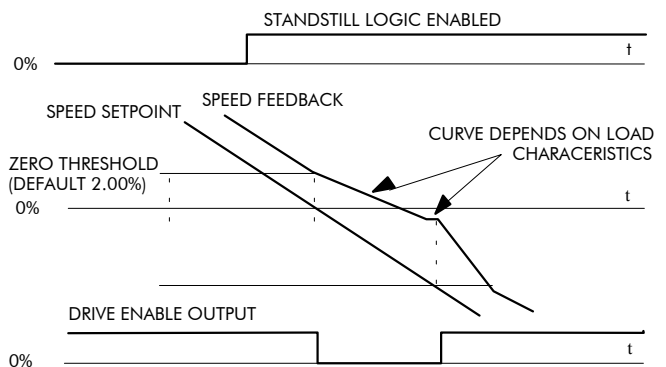 STANDSTILL LOGIC ENABLED
t
0%
SPEED FEEDBACK
SPEED SETPOINT
CURVE DEPENDS ON LOAD
CHARACERISTICS
ZERO THRESHOLD
(DEFAULT 2.00%)
t
0%
DRIVE ENABLE OUTPUT
t
0%